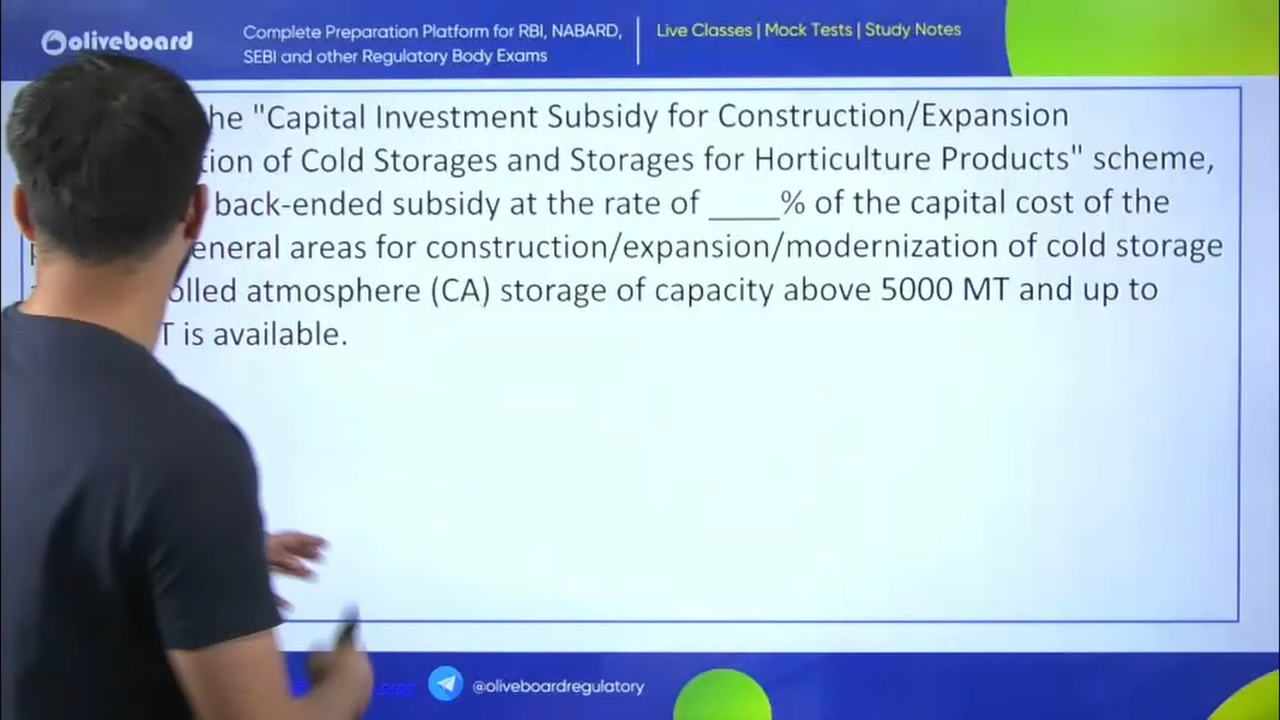 oliveboard
Complete Preparation Platform for RBI, NABARD,
SEBI and other Regulatory Body Exams
Live Classes | Mock Tests | Study Notes
he "Capital Investment Subsidy for Construction/Expansion
tion of Cold Storages and Storages for Horticulture Products" scheme,
back-ended subsidy at the rate of ____% of the capital cost of the
eneral areas for construction/expansion/modernization of cold storage
olled atmosphere (CA) storage of capacity above 5000 MT and up to
T is available.
@oliveboardregulatory